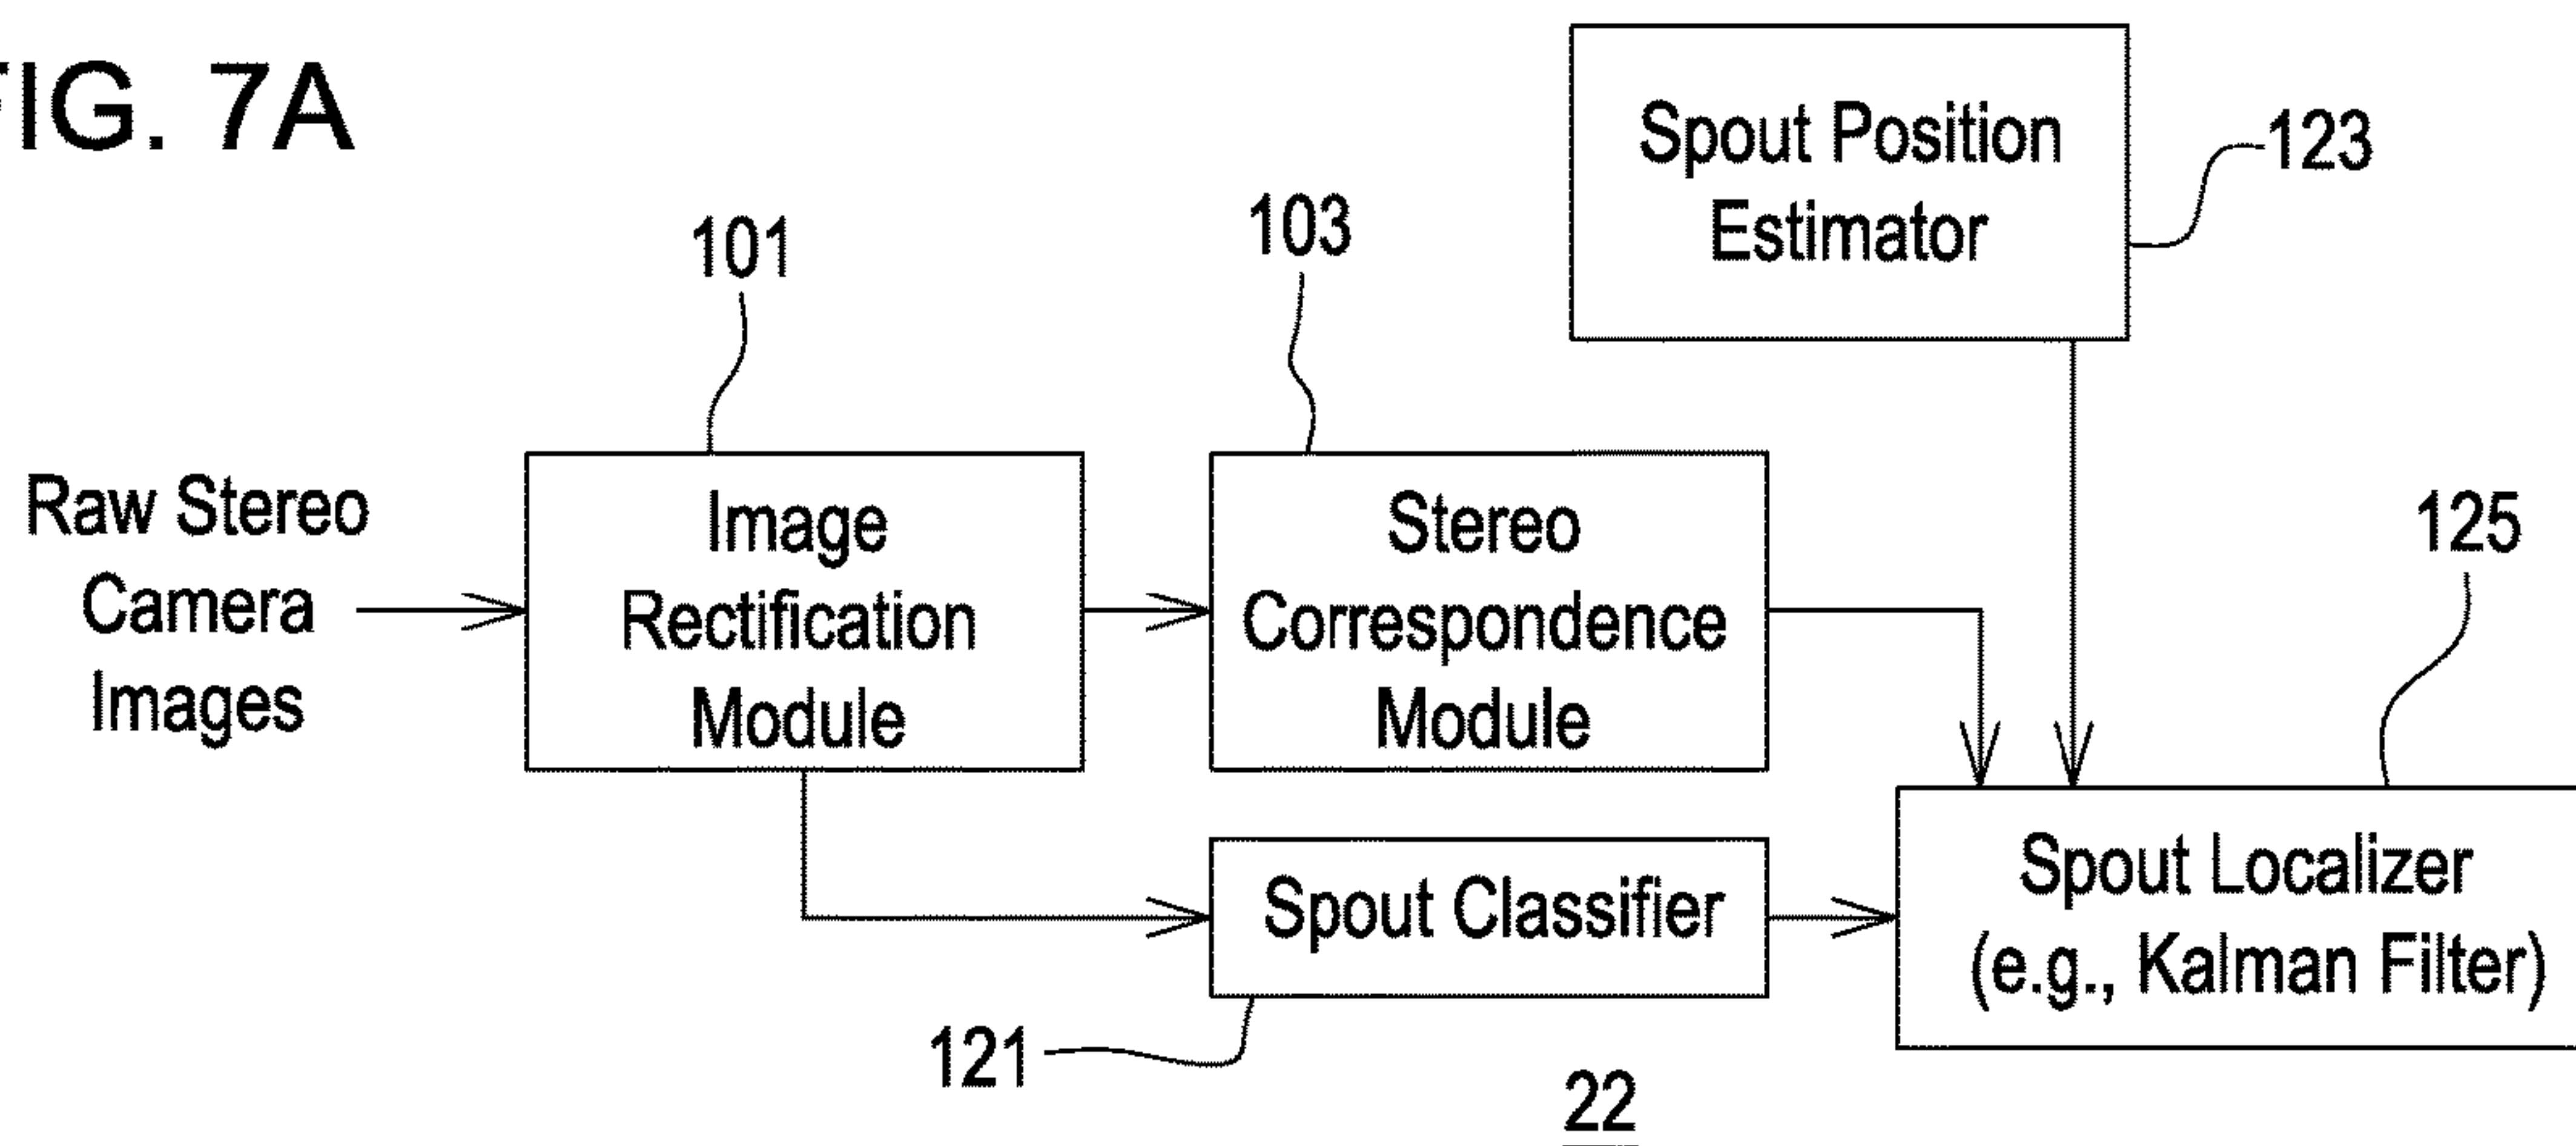 FIG. 7A
Spout Position
Estimator
123
101
103
125
Raw Stereo
Camera
Images
Image
Rectification
Module
Stereo
Correspondence
Module
Spout Classifier
Spout Localizer
(e.g., Kalman Filter)
121
22